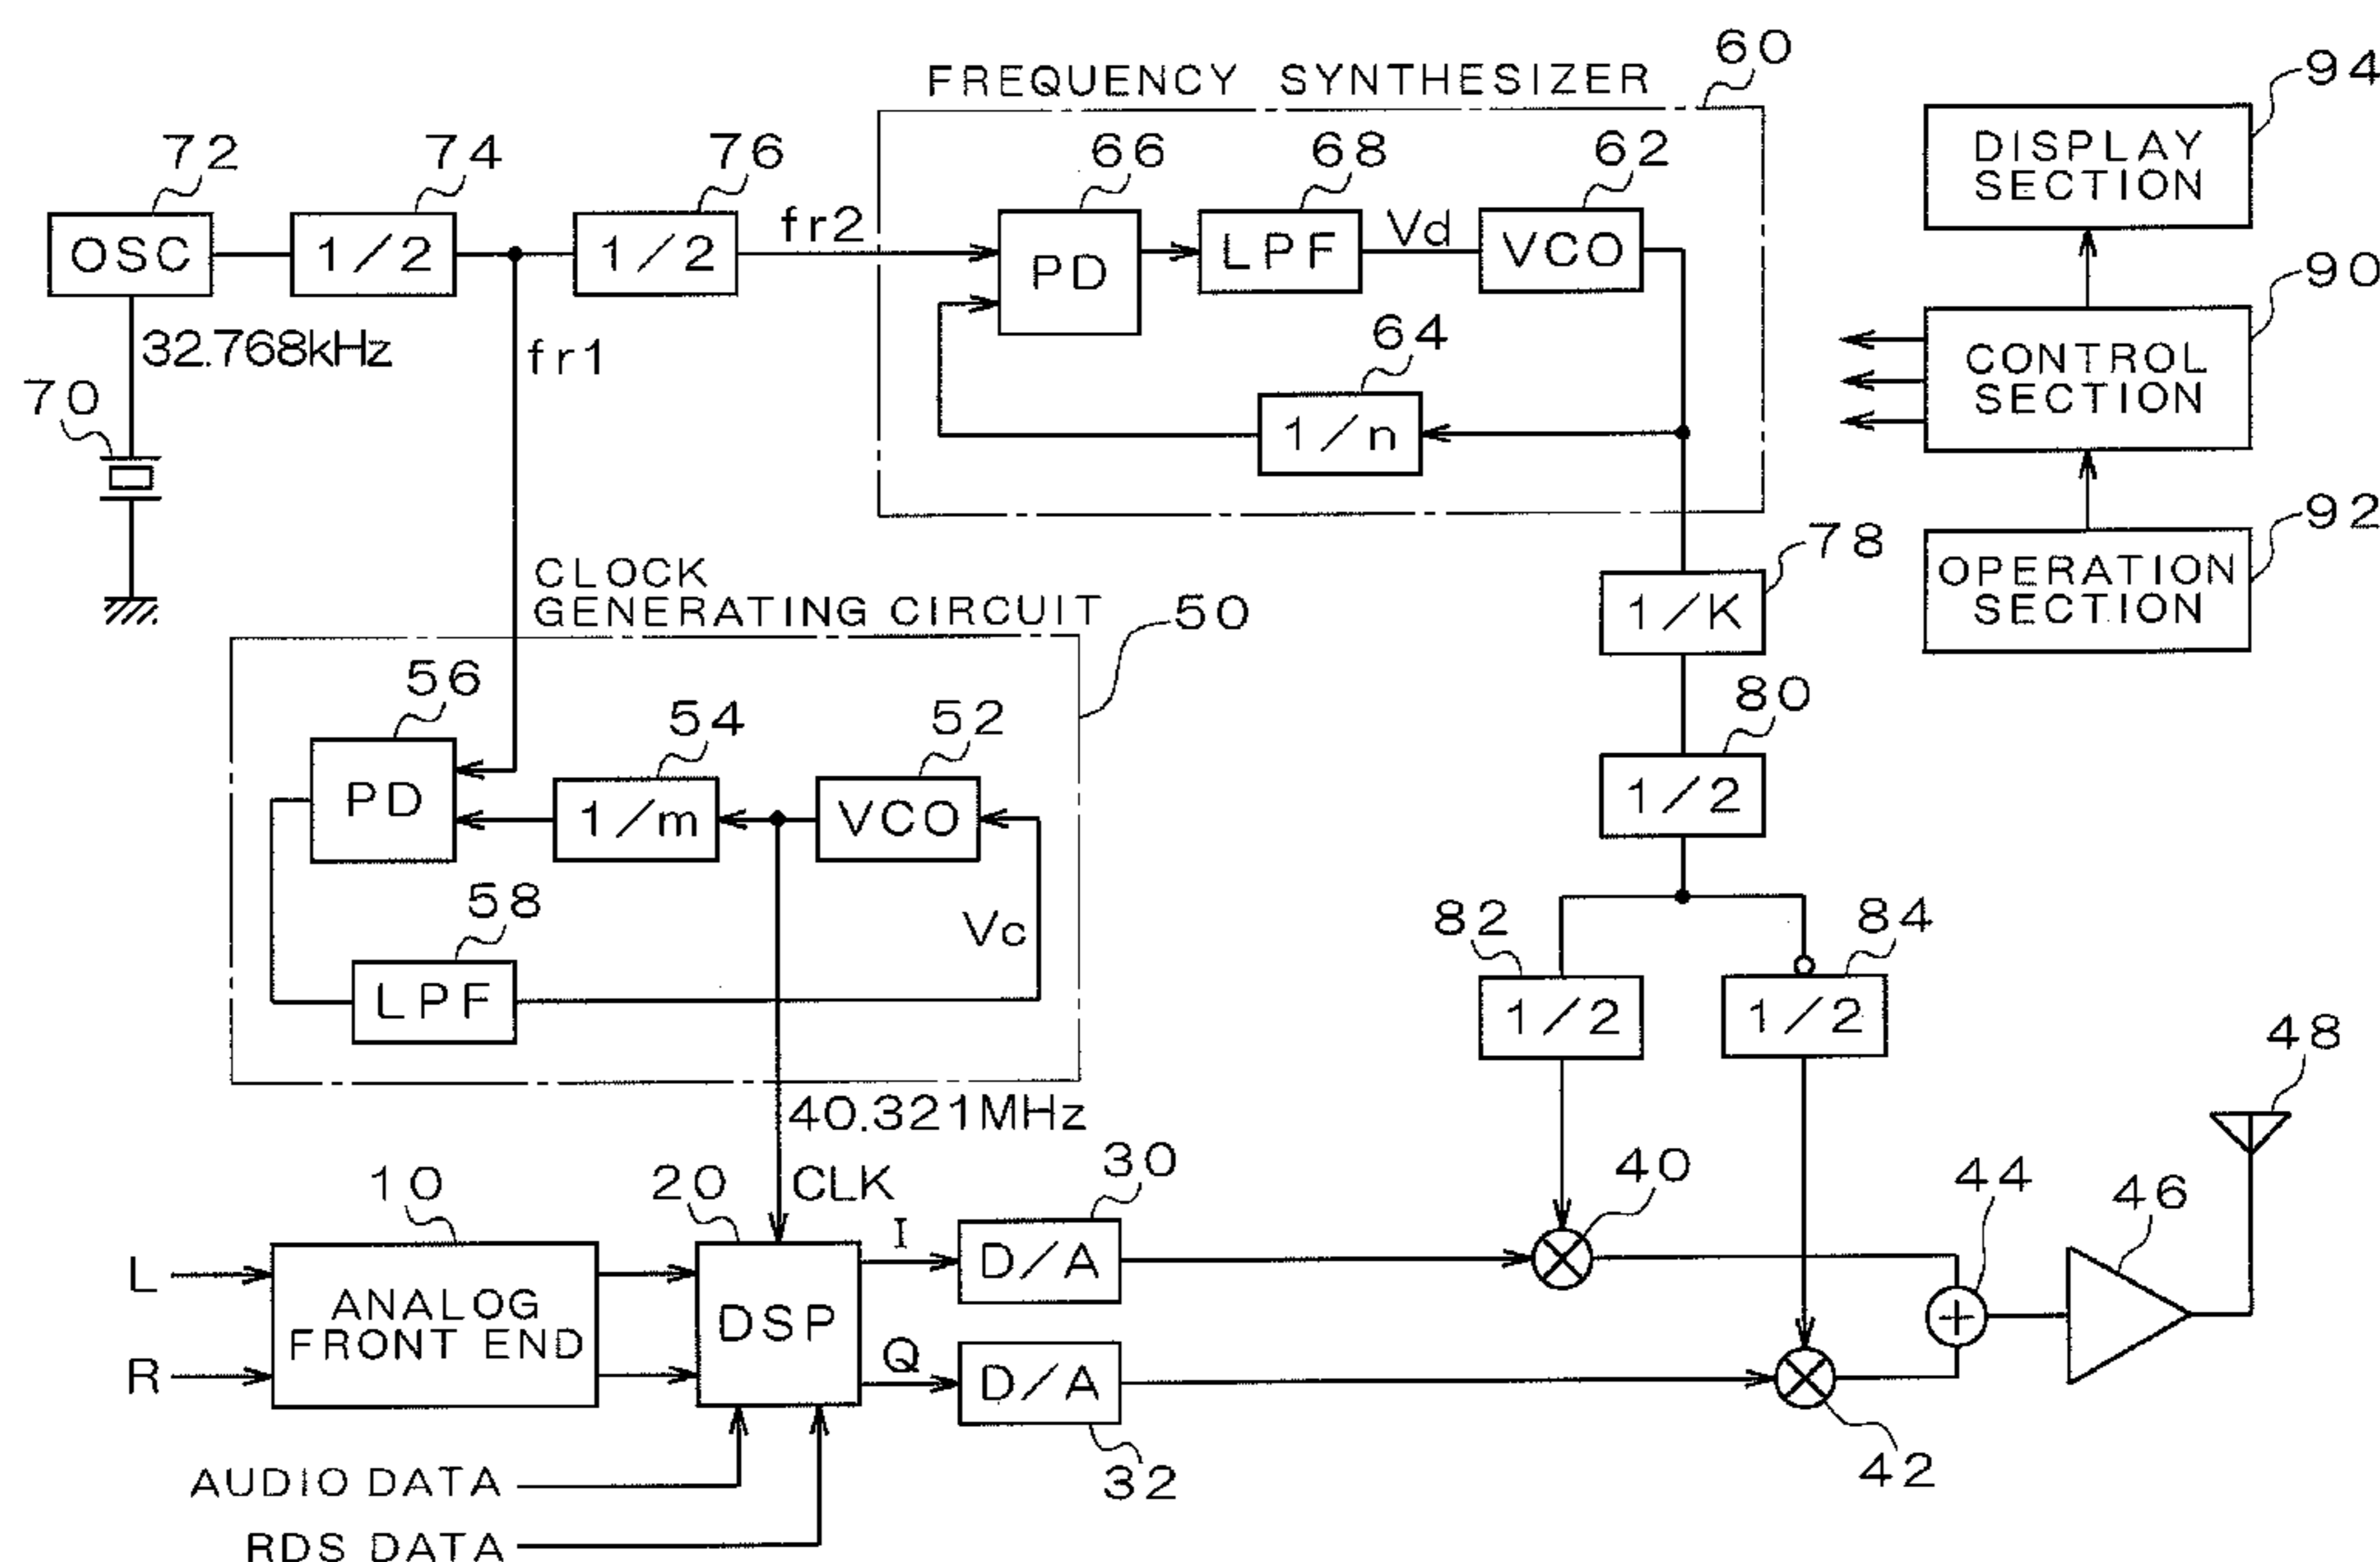 60
FREQUENCY SYNTHESIZER
94
72
74
76
66
68
62
DISPLAY
SECTION
OSC
1/2
1/2
fr2
PD
LPF
Vd
VCO
90
32.768kHz
fr1
64
CONTROL
SECTION
70
1/n
92
78
CLOCK
GENERATING CIRCUIT
50
1/K
OPERATION
SECTION
56
54
52
80
PD
1/m
VCO
1/2
58
Vc
82
84
LPF
1/2
1/2
48
40.321MHz
10
20
CLK
30
40
44
46
I
L
ANALOG
FRONT END
DSP
D/A
R
Q
D/A
42
AUDIO DATA
32
RDS DATA